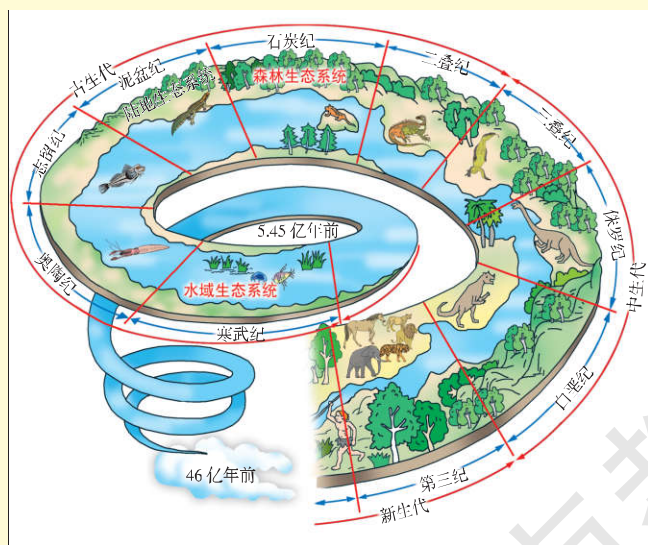 石炭纪
二叠纪
古生代
泥盆纪
陆地生态系统
森林生态系统
三叠纪
志留纪
侏罗纪
5.45 亿年前
中生代
奥陶纪
水域生态系统
寒武纪
白垩纪
46 亿年前
第三纪
新生代